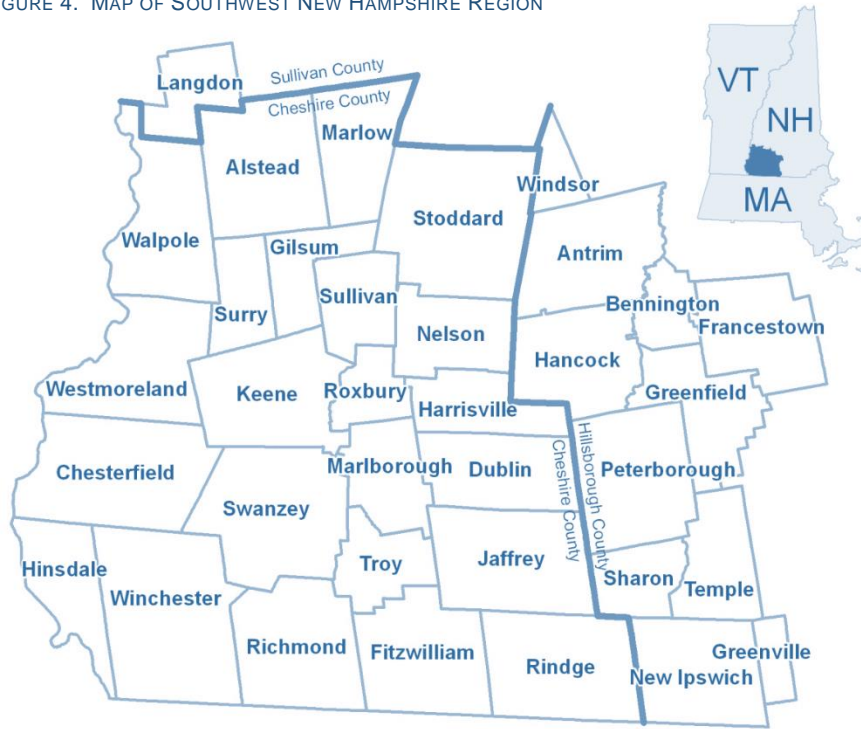 IGURE 4. MAP OF SOUTHWEST NEW HAMPSHIRE REGION
VT
NH
MA
Langdon
Sullivan County
Cheshire County
Marlow
Alstead
Windsor
Walpole
Stoddard
Antrim
Gilsum
Sullivan
Surry
Bennington
Francestown
Nelson
Hancock
Westmoreland
Keene
Roxbury
Harrisville
Greenfield
Chesterfield
Marlborough
Dublin
Cheshire County
Hillsborough County
Peterborough
Swanzey
Hinsdale
Winchester
Troy
Jaffrey
Sharon
Temple
Richmond
Fitzwilliam
Rindge
New Ipswich
Greenville